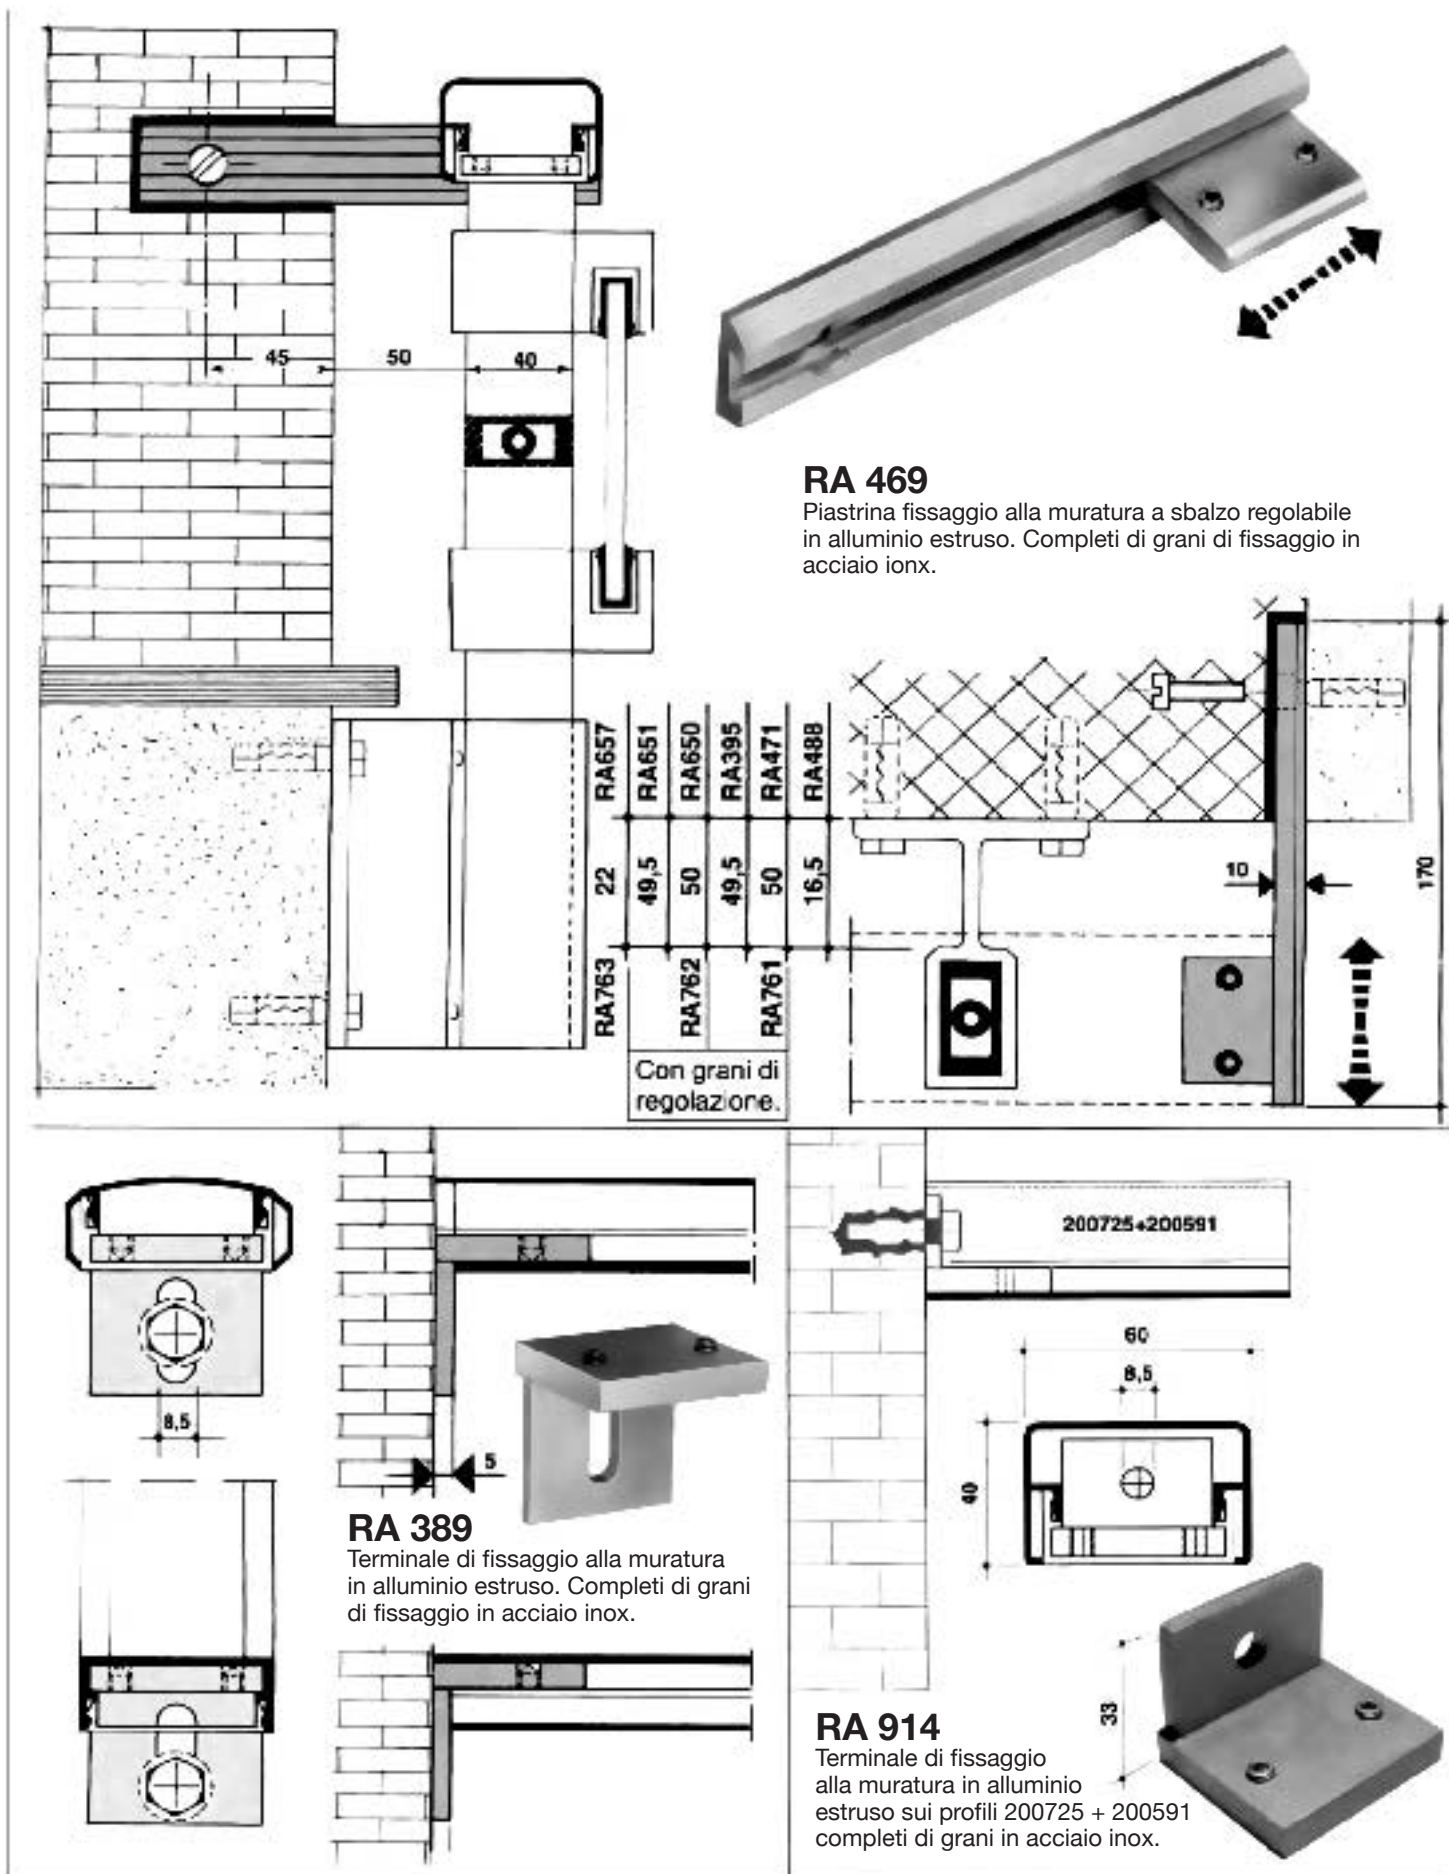 45
50
40
RA 469
Piastrina fissaggio alla muratura a sbalzo regolabile
in alluminio estruso. Completi di grani di fissaggio in
acciaio ionx.
RA657
RA651
RA650
RA395
RA471
RA488
22
49,5
50
49,5
50
16,5
RA763
RA762
RA761
Con grani di
regolazione.
10
170
8,5
5
RA 389
Terminale di fissaggio alla muratura
in alluminio estruso. Completi di grani
di fissaggio in acciaio inox.
200725+200591
60
8,5
40
33
RA 914
Terminale di fissaggio
alla muratura in alluminio
estruso sui profili 200725 + 200591
completi di grani in acciaio inox.